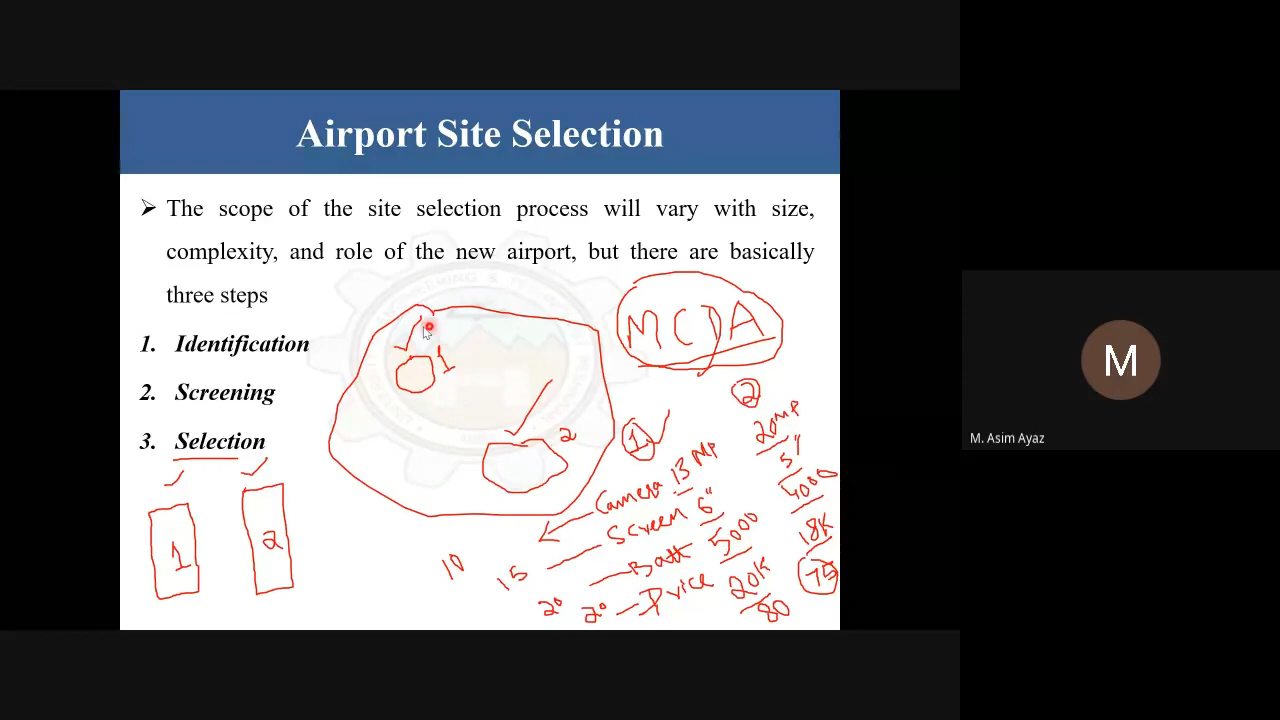 Airport Site Selection
➢ The scope of the site selection process will vary with size,
complexity, and role of the new airport, but there are basically
three steps
1. Identification
2. Screening
3. Selection
MCDA
1
2
1
2
1
2
Camera 13 MP
Screen 6"
Batt 5000
Price 20K
80
20MP
5"
4000
18K
75
10
15
20
20
M
M. Asim Ayaz